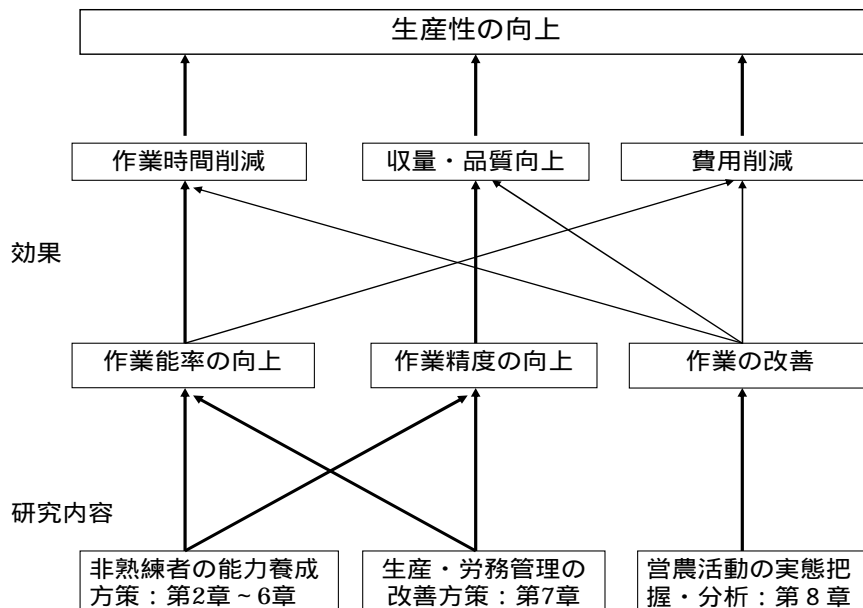 生産性の向上
作業時間削減
収量・品質向上
費用削減
効果
作業能率の向上
作業精度の向上
作業の改善
研究内容
非熟練者の能力養成
方策：第2章～6章
生産・労務管理の
改善方策：第7章
営農活動の実態把
握・分析：第８章